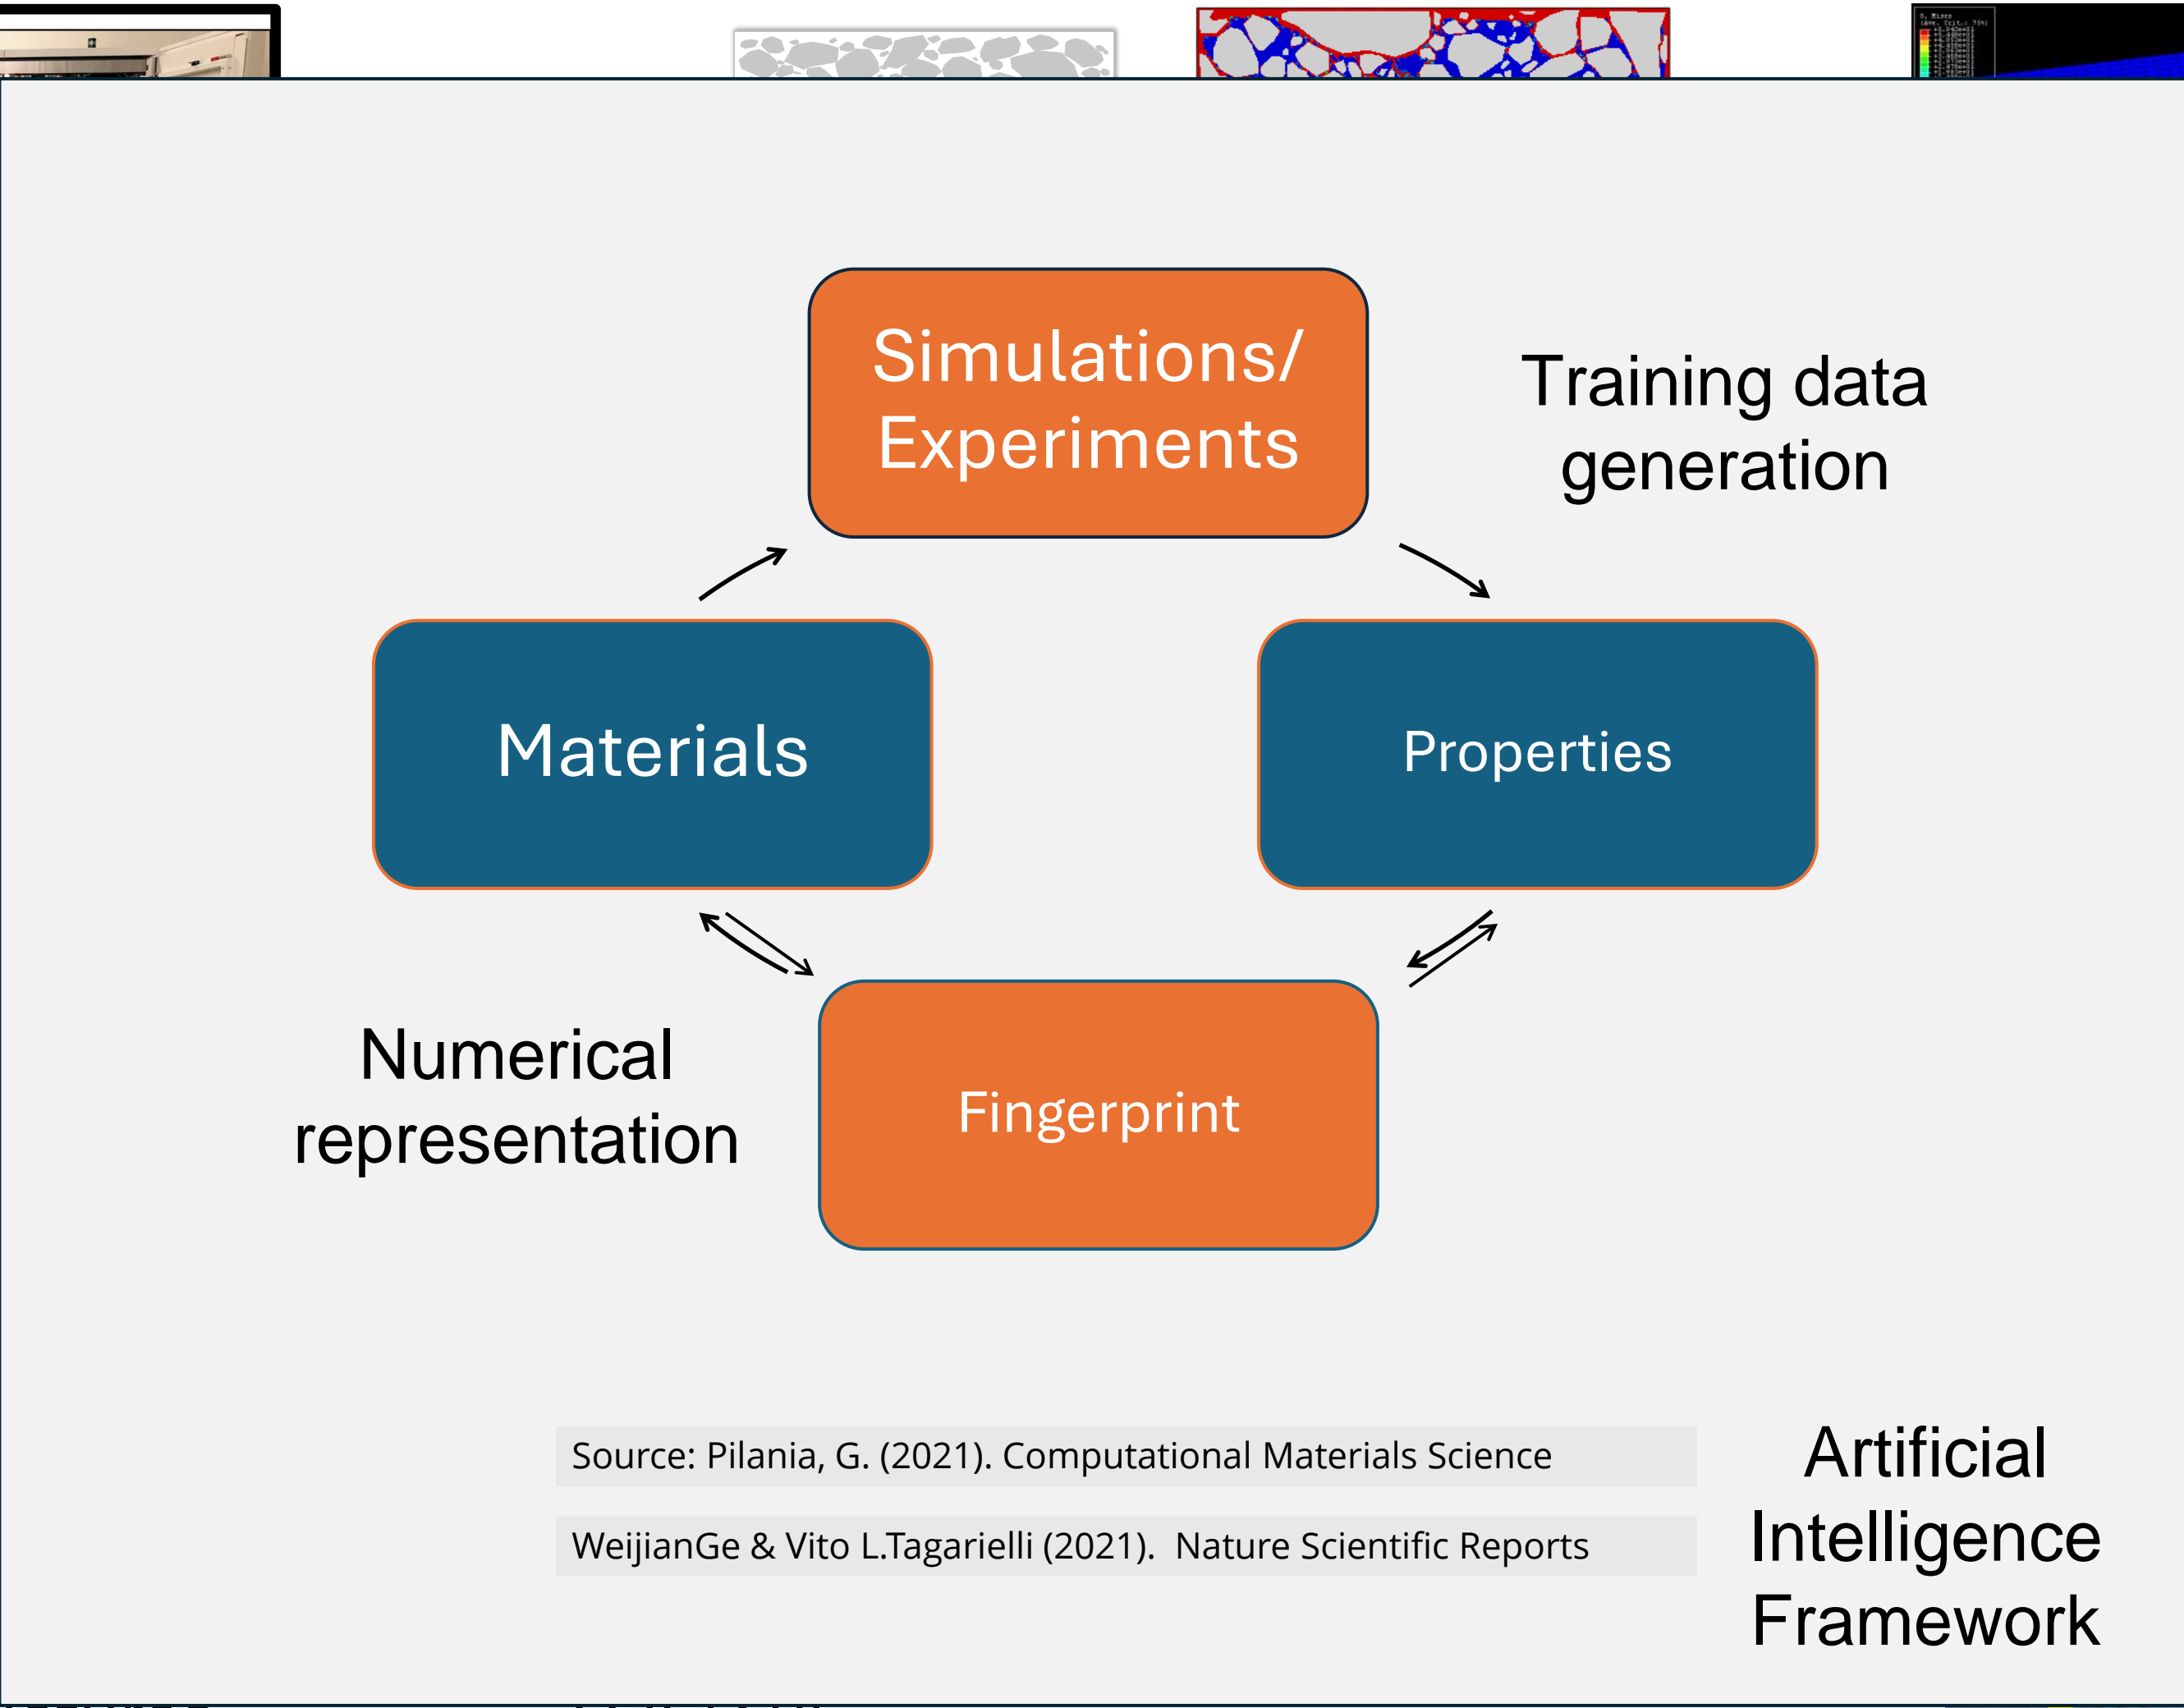 S, Mises
Simulations/
Experiments
Training data
generation
Materials
Properties
Numerical
representation
Fingerprint
Source: Pilania, G. (2021). Computational Materials Science
WeijianGe & Vito L.Tagarielli (2021). Nature Scientific Reports
Artificial
Intelligence
Framework